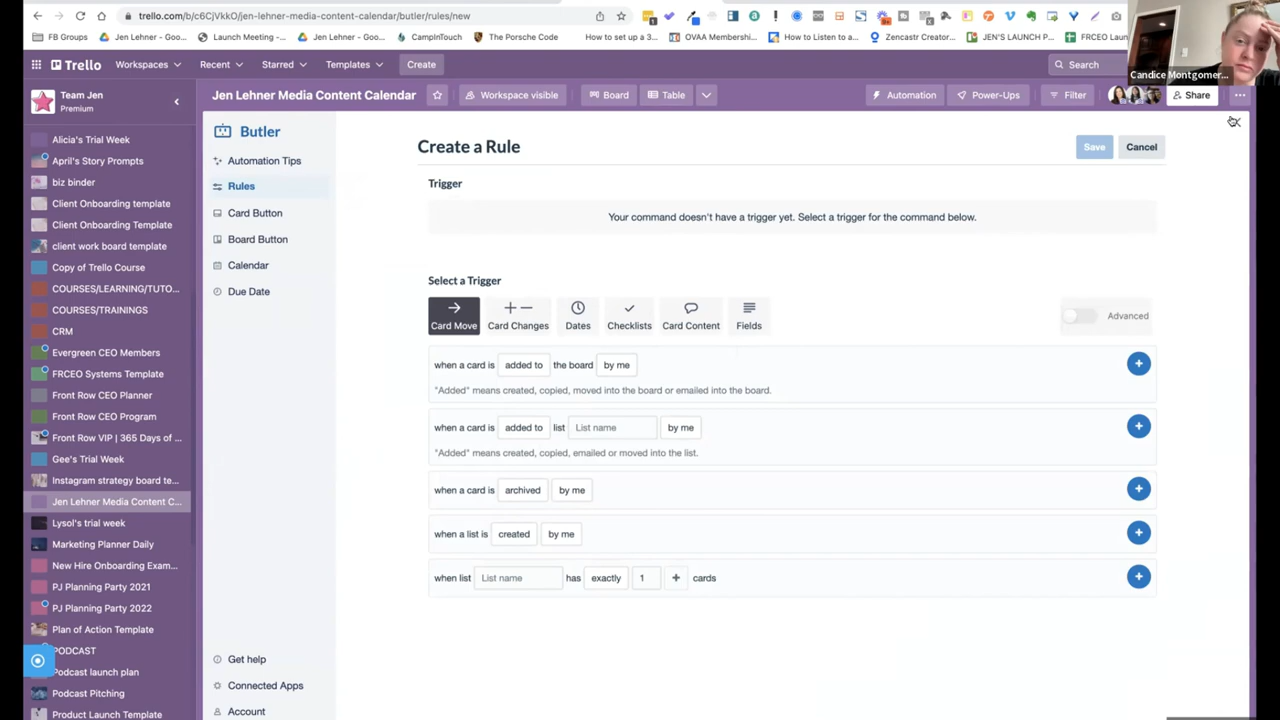 trello.com/b/c6CjVkkO/jen-lehner-media-content-calendar/butler/rules/new
FB Groups
Jen Lehner - Goo...
Launch Meeting -...
Jen Lehner - Goo...
CampInTouch
The Porsche Code
How to set up a 3...
OVAA Membershi...
How to Listen to a...
Zencastr Creator...
JEN'S LAUNCH P...
FRCEO Laun
Candice Montgomer...
Trello
Workspaces
Recent
Starred
Templates
Create
Search
Team Jen
Premium
Jen Lehner Media Content Calendar
Workspace visible
Board
Table
Automation
Power-Ups
Filter
Share
Alicia's Trial Week
April's Story Prompts
biz binder
Client Onboarding template
Client Onboarding Template
client work board template
Copy of Trello Course
COURSES/LEARNING/TUTO...
COURSES/TRAININGS
CRM
Evergreen CEO Members
FRCEO Systems Template
Front Row CEO Planner
Front Row CEO Program
Front Row VIP | 365 Days of ...
Gee's Trial Week
Instagram strategy board te...
Jen Lehner Media Content C...
Lysol's trial week
Marketing Planner Daily
New Hire Onboarding Exam...
PJ Planning Party 2021
PJ Planning Party 2022
Plan of Action Template
PODCAST
Podcast launch plan
Podcast Pitching
Product Launch Template
Butler
Automation Tips
Rules
Card Button
Board Button
Calendar
Due Date
Get help
Connected Apps
Account
Create a Rule
Save
Cancel
Trigger
Your command doesn't have a trigger yet. Select a trigger for the command below.
Select a Trigger
Card Move
Card Changes
Dates
Checklists
Card Content
Fields
Advanced
when a card is added to the board by me
"Added" means created, copied, moved into the board or emailed into the board.
when a card is added to list List name by me
"Added" means created, copied, emailed or moved into the list.
when a card is archived by me
when a list is created by me
when list List name has exactly 1 + cards